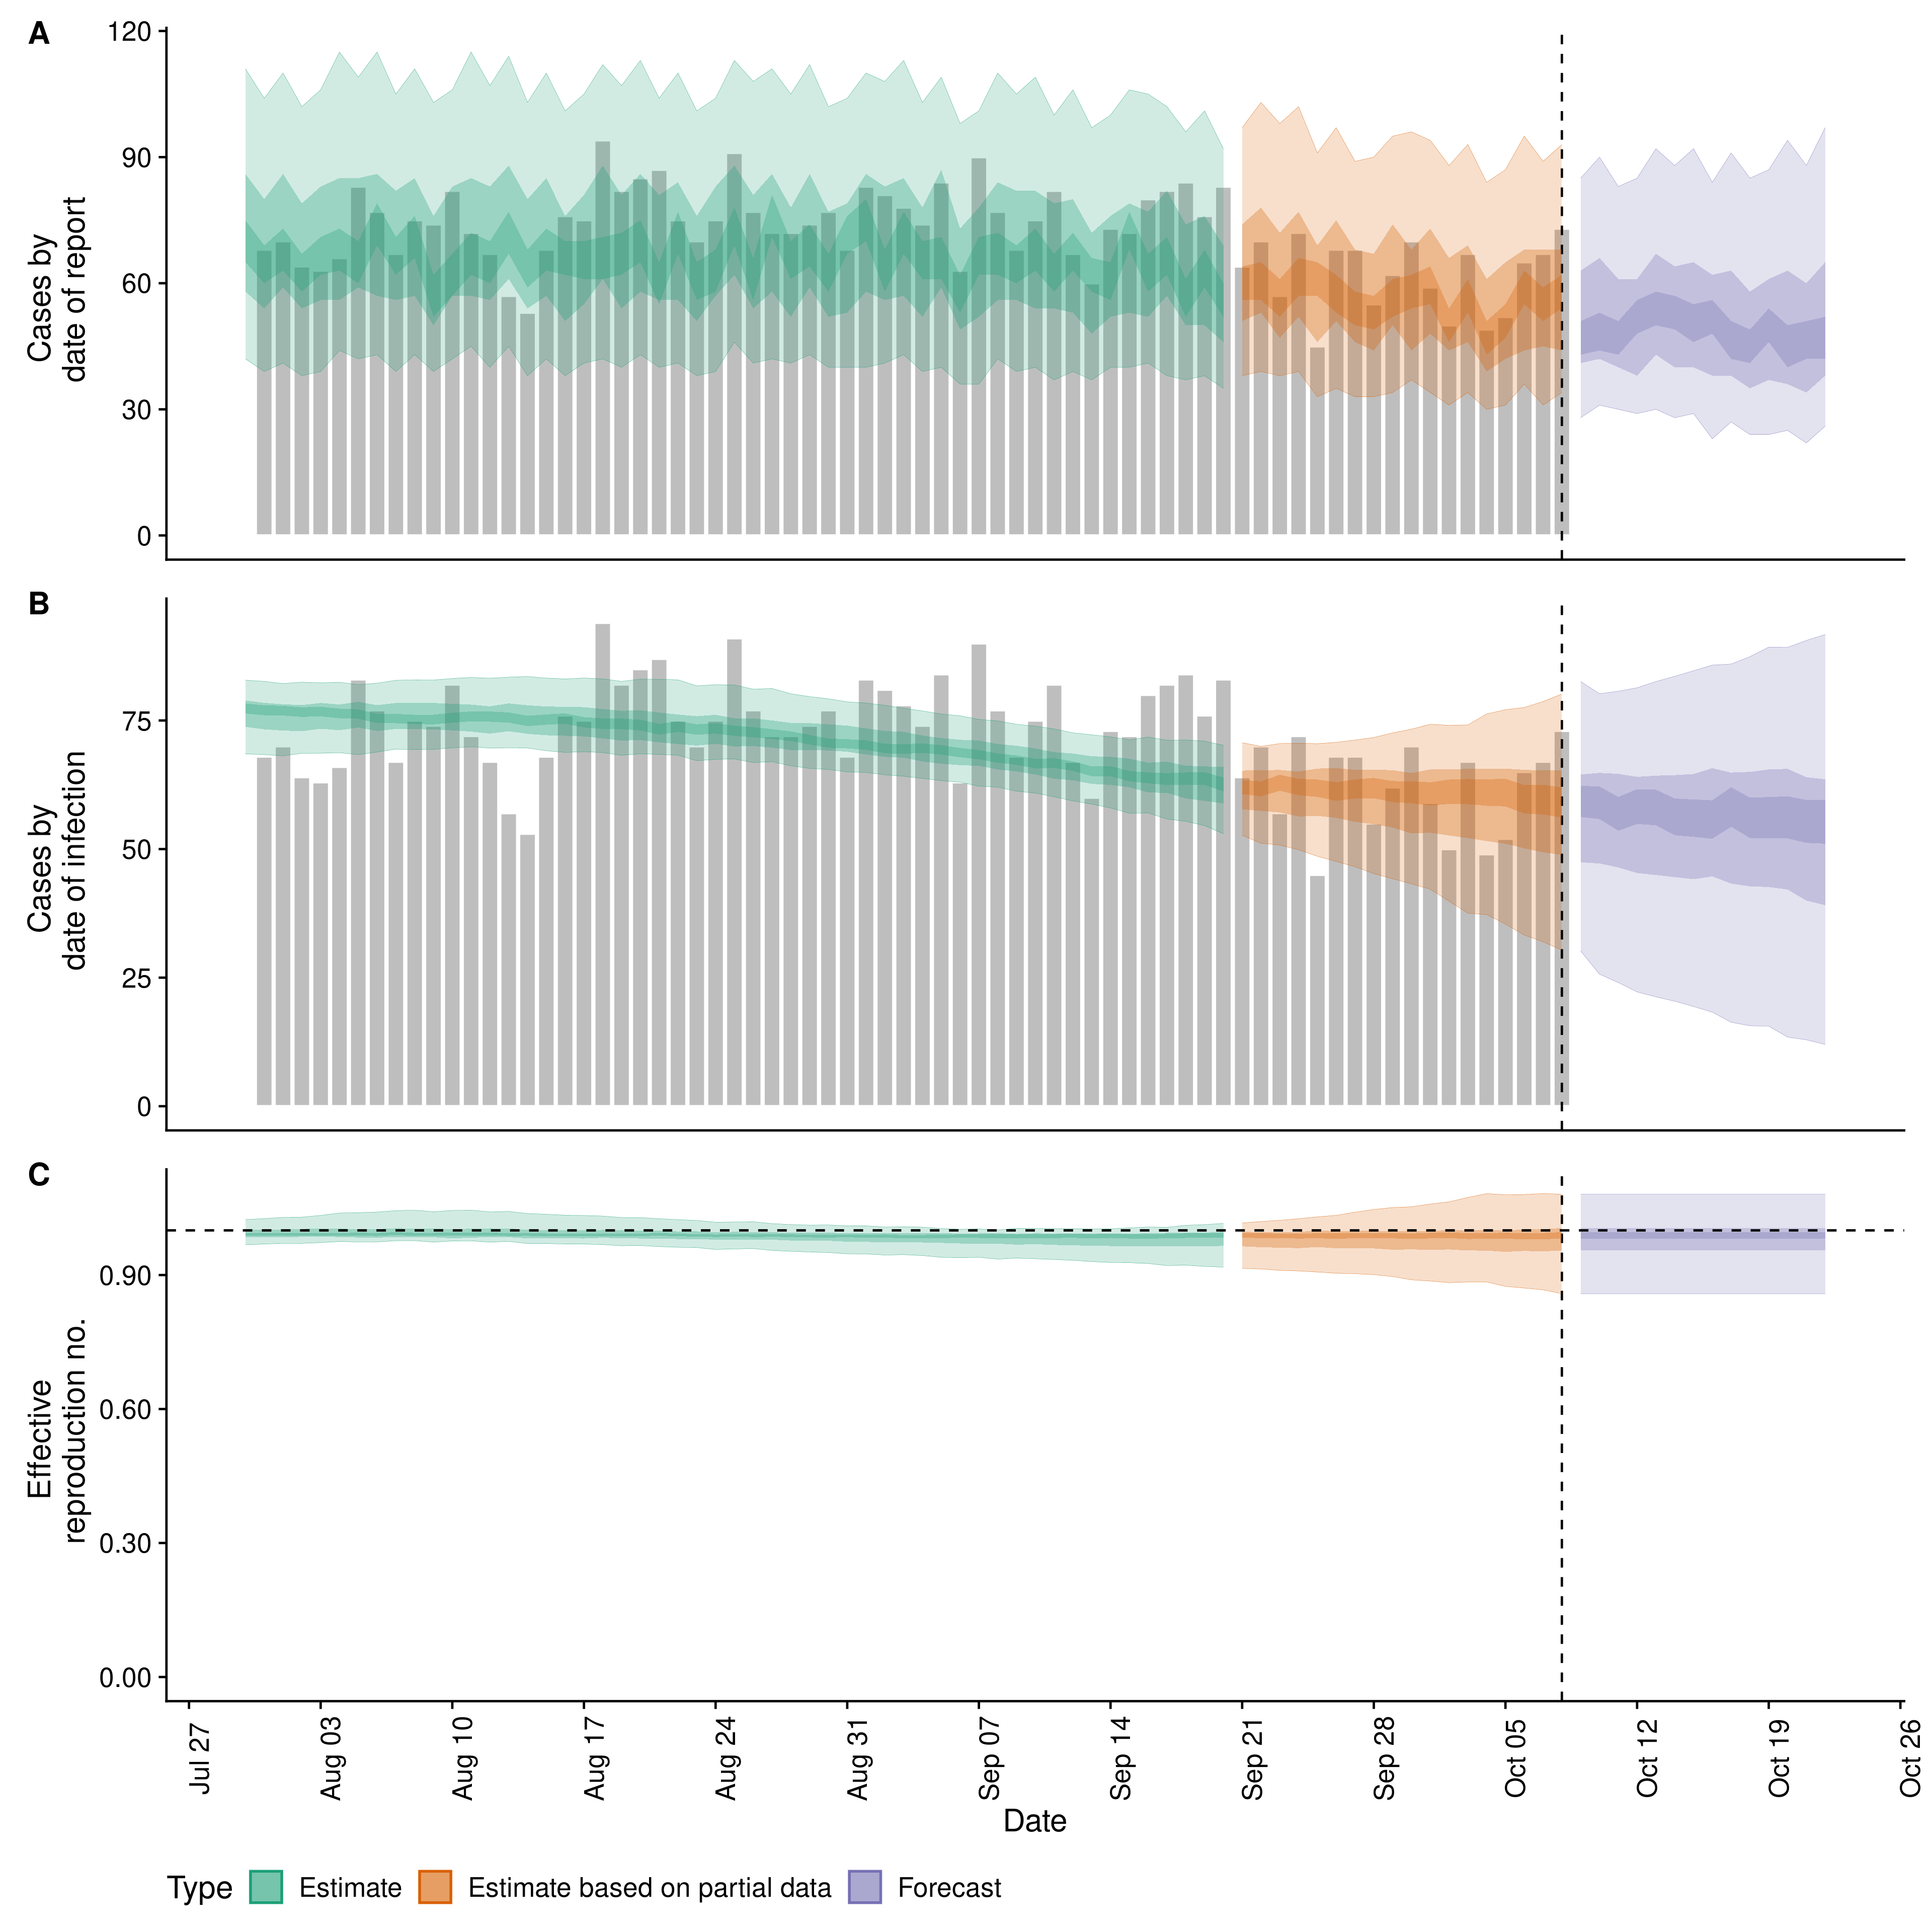 A
120
90
60
30
0
Cases by
date of report
B
75
50
25
0
Cases by
date of infection
C
0.90
0.60
0.30
0.00
Effective
reproduction no.
Jul 27
Aug 03
Aug 10
Aug 17
Aug 24
Aug 31
Sep 07
Sep 14
Sep 21
Sep 28
Oct 05
Oct 12
Oct 19
Oct 26
Date
Type Estimate Estimate based on partial data Forecast